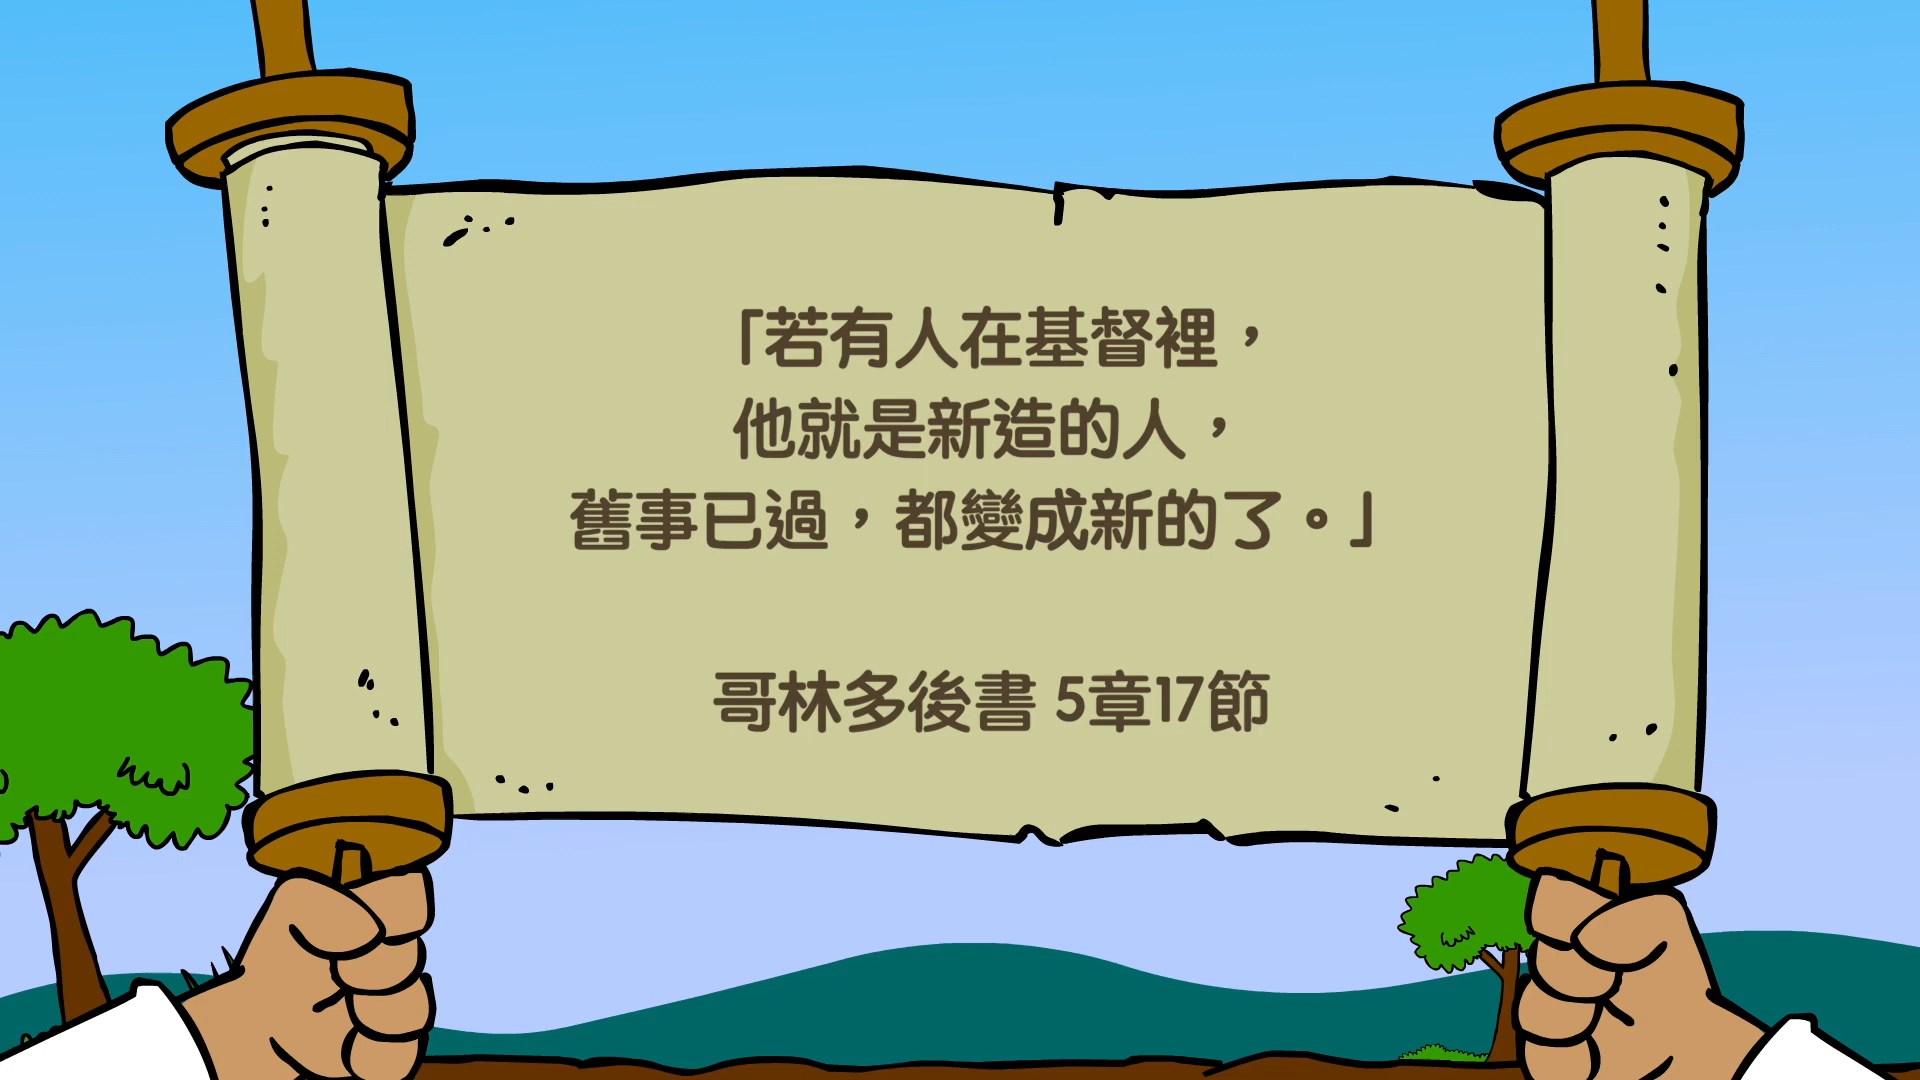 「若有人在基督裡，
他就是新造的人，
舊事已過，都變成新的了。」
哥林多後書 5章17節